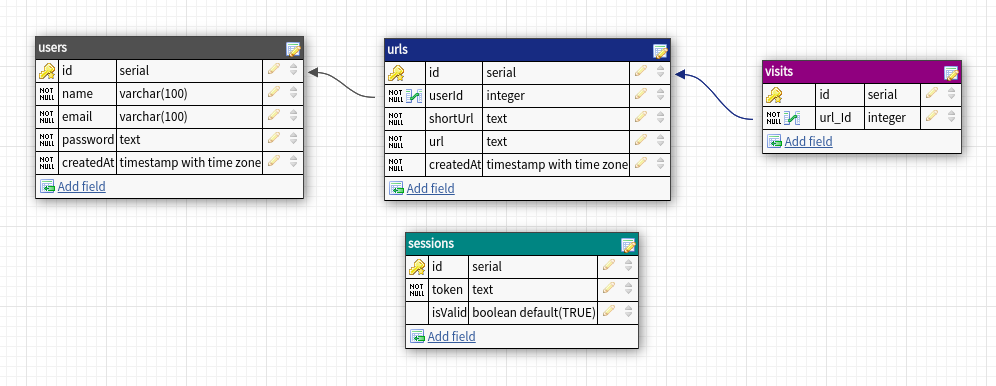 users
id serial
NOT NULL name varchar(100)
NOT NULL email varchar(100)
NOT NULL password text
NOT NULL createdAt timestamp with time zone
Add field
urls
id serial
NOT NULL userId integer
NOT NULL shortUrl text
NOT NULL url text
NOT NULL createdAt timestamp with time zone
Add field
visits
id serial
NOT NULL url_Id integer
Add field
sessions
id serial
NOT NULL token text
isValid boolean default(TRUE)
Add field